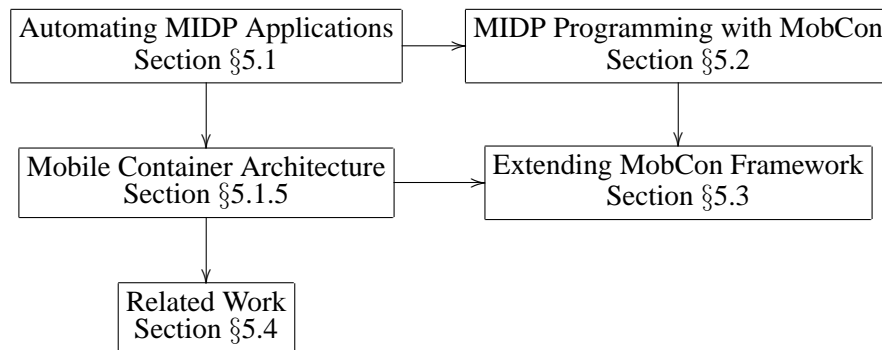 Automating MIDP Applications
Section §5.1
MIDP Programming with MobCon
Section §5.2
Mobile Container Architecture
Section §5.1.5
Extending MobCon Framework
Section §5.3
Related Work
Section §5.4